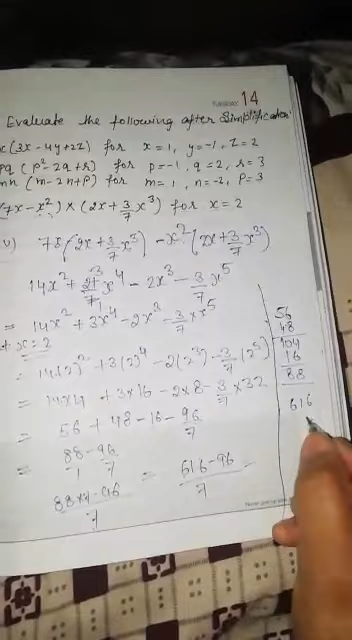 14
Evaluate the following after Simplification:
x(3x - 4y + 2z) for x = 1, y = -1, z = 2
pq (p² - 2q + r) for p = -1, q = 2, r = 3
mn (m - 2n + p) for m = 1, n = -2, p = 3
(7x - x²) × (2x + 3/7 x³) for x = 2
v) 7x (2x + 3/7 x³) - x² (2x + 3/7 x³)
14x² + 21/7 x⁴ - 2x³ - 3/7 x⁵
= 14x² + 3x⁴ - 2x³ - 3/7 x⁵
x = 2
= 14(2)² + 3(2)⁴ - 2(2³) - 3/7 (2⁵)
= 14×4 + 3×16 - 2×8 - 3/7 × 32
= 56 + 48 - 16 - 96/7
= 88/1 - 96/7 = 616 - 96/7 =
88×7 - 96/7
56
48
104
16
88
616